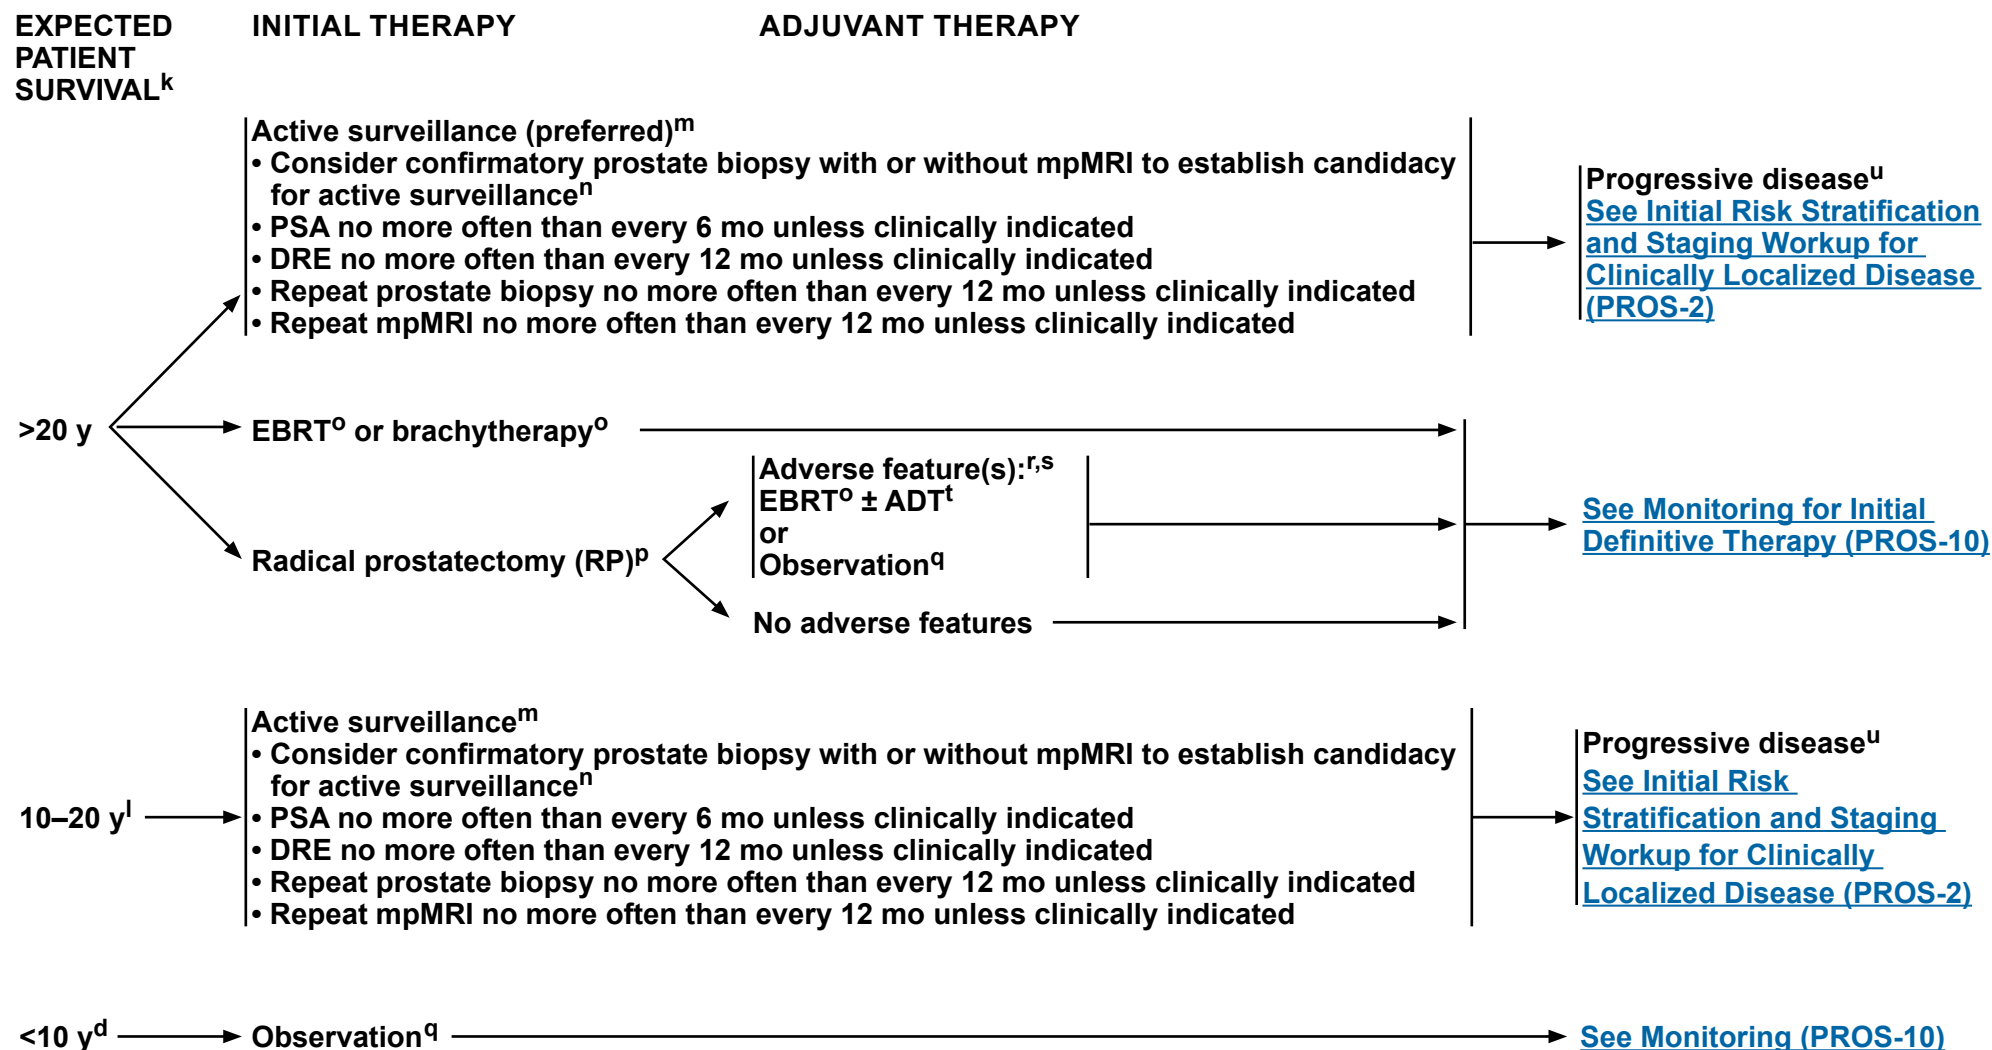 EXPECTED PATIENT SURVIVALk
INITIAL THERAPY
ADJUVANT THERAPY
Active surveillance (preferred)m
• Consider confirmatory prostate biopsy with or without mpMRI to establish candidacy
for active surveillancen
• PSA no more often than every 6 mo unless clinically indicated
• DRE no more often than every 12 mo unless clinically indicated
• Repeat prostate biopsy no more often than every 12 mo unless clinically indicated
• Repeat mpMRI no more often than every 12 mo unless clinically indicated
Progressive diseaseu
See Initial Risk Stratification
and Staging Workup for
Clinically Localized Disease
(PROS-2)
>20 y
EBRTo or brachytherapyo
Radical prostatectomy (RP)p
Adverse feature(s):r,s
EBRTo ± ADTt
or
Observationq
No adverse features
See Monitoring for Initial
Definitive Therapy (PROS-10)
10–20 yl
Active surveillancem
• Consider confirmatory prostate biopsy with or without mpMRI to establish candidacy
for active surveillancen
• PSA no more often than every 6 mo unless clinically indicated
• DRE no more often than every 12 mo unless clinically indicated
• Repeat prostate biopsy no more often than every 12 mo unless clinically indicated
• Repeat mpMRI no more often than every 12 mo unless clinically indicated
Progressive diseaseu
See Initial Risk
Stratification and Staging
Workup for Clinically
Localized Disease (PROS-2)
<10 yd
Observationq
See Monitoring (PROS-10)